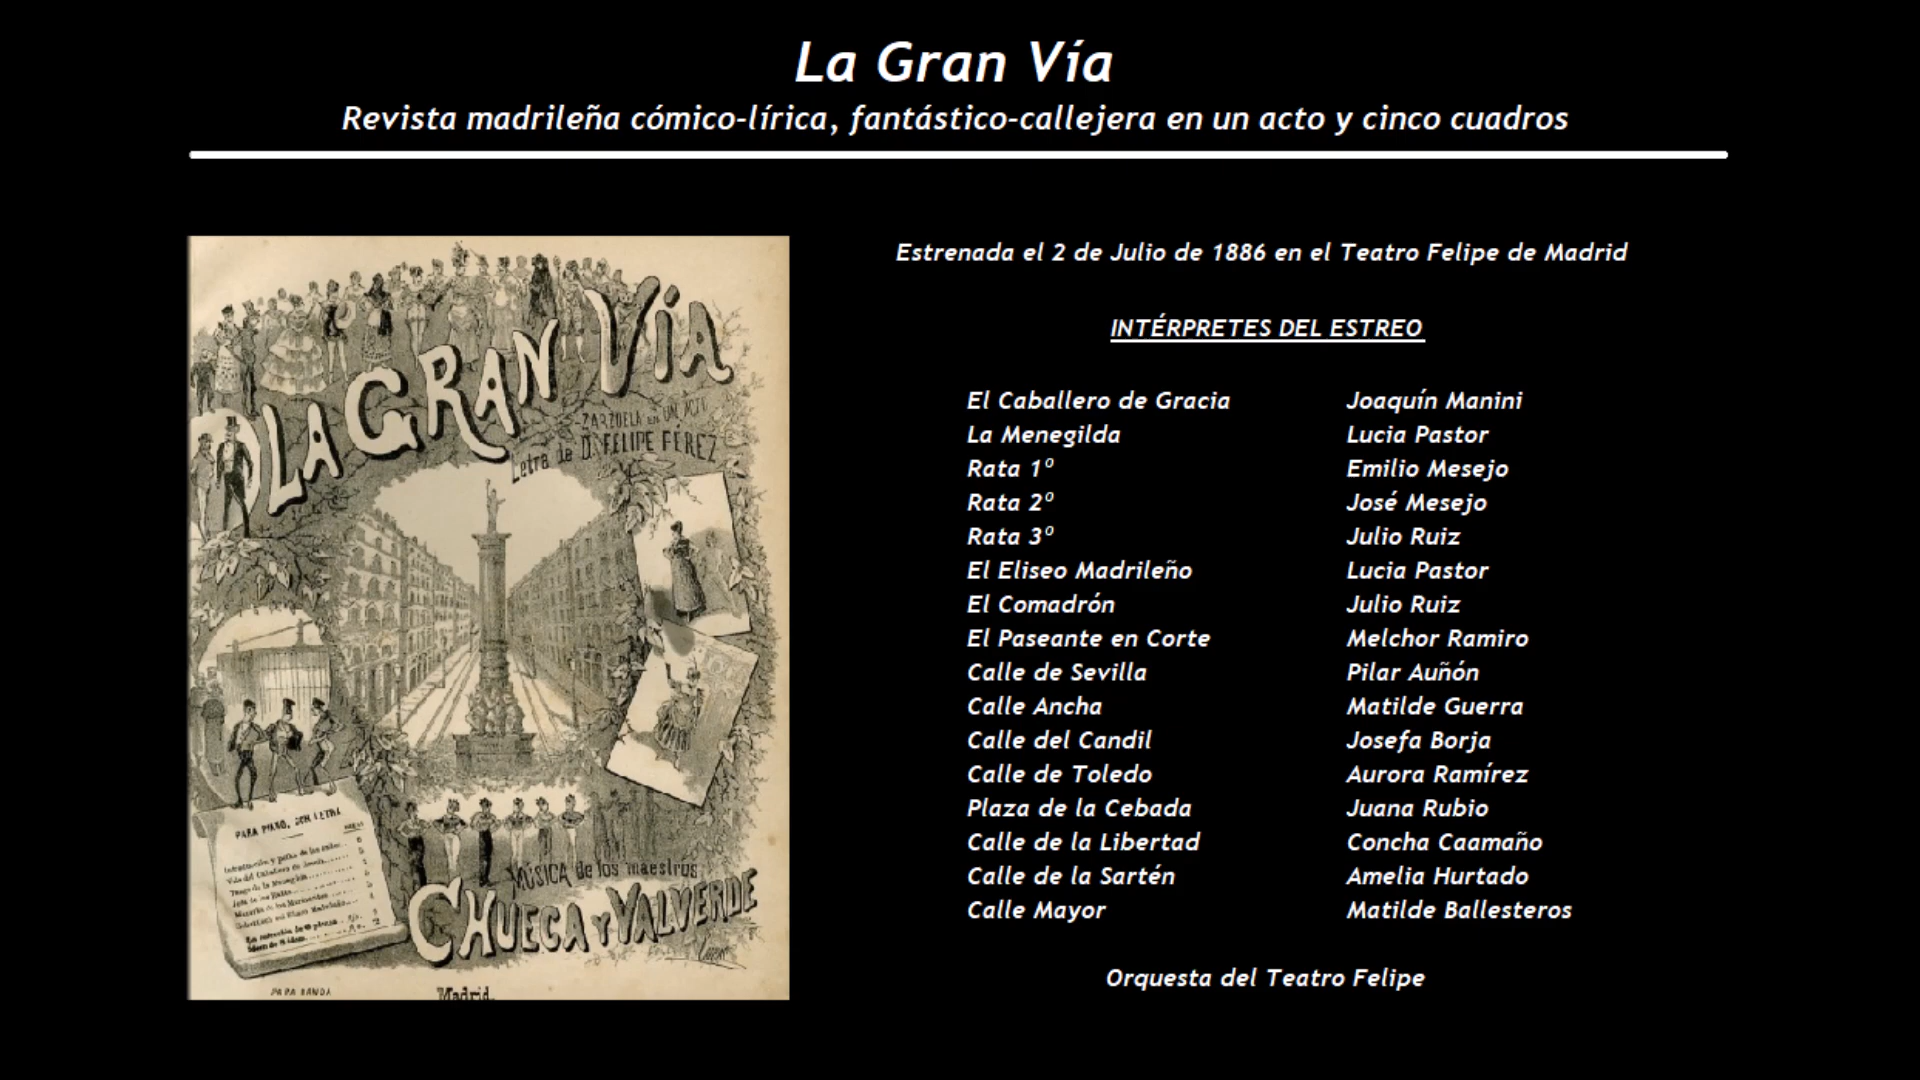 La Gran Vía
Revista madrileña cómico-lírica, fantástico-callejera en un acto y cinco cuadros
LA GRAN VÍA
ZARZUELA en UN ACTO
Letra de D. FELIPE PÉREZ
PARA PIANO, CON LETRA
MÚSICA de los maestros
CHUECA Y VALVERDE
PARA BANDA
Madrid.
Estrenada el 2 de Julio de 1886 en el Teatro Felipe de Madrid
INTÉRPRETES DEL ESTREO
El Caballero de Gracia Joaquín Manini
La Menegilda Lucia Pastor
Rata 1º Emilio Mesejo
Rata 2º José Mesejo
Rata 3º Julio Ruiz
El Eliseo Madrileño Lucia Pastor
El Comadrón Julio Ruiz
El Paseante en Corte Melchor Ramiro
Calle de Sevilla Pilar Auñón
Calle Ancha Matilde Guerra
Calle del Candil Josefa Borja
Calle de Toledo Aurora Ramírez
Plaza de la Cebada Juana Rubio
Calle de la Libertad Concha Caamaño
Calle de la Sartén Amelia Hurtado
Calle Mayor Matilde Ballesteros
Orquesta del Teatro Felipe